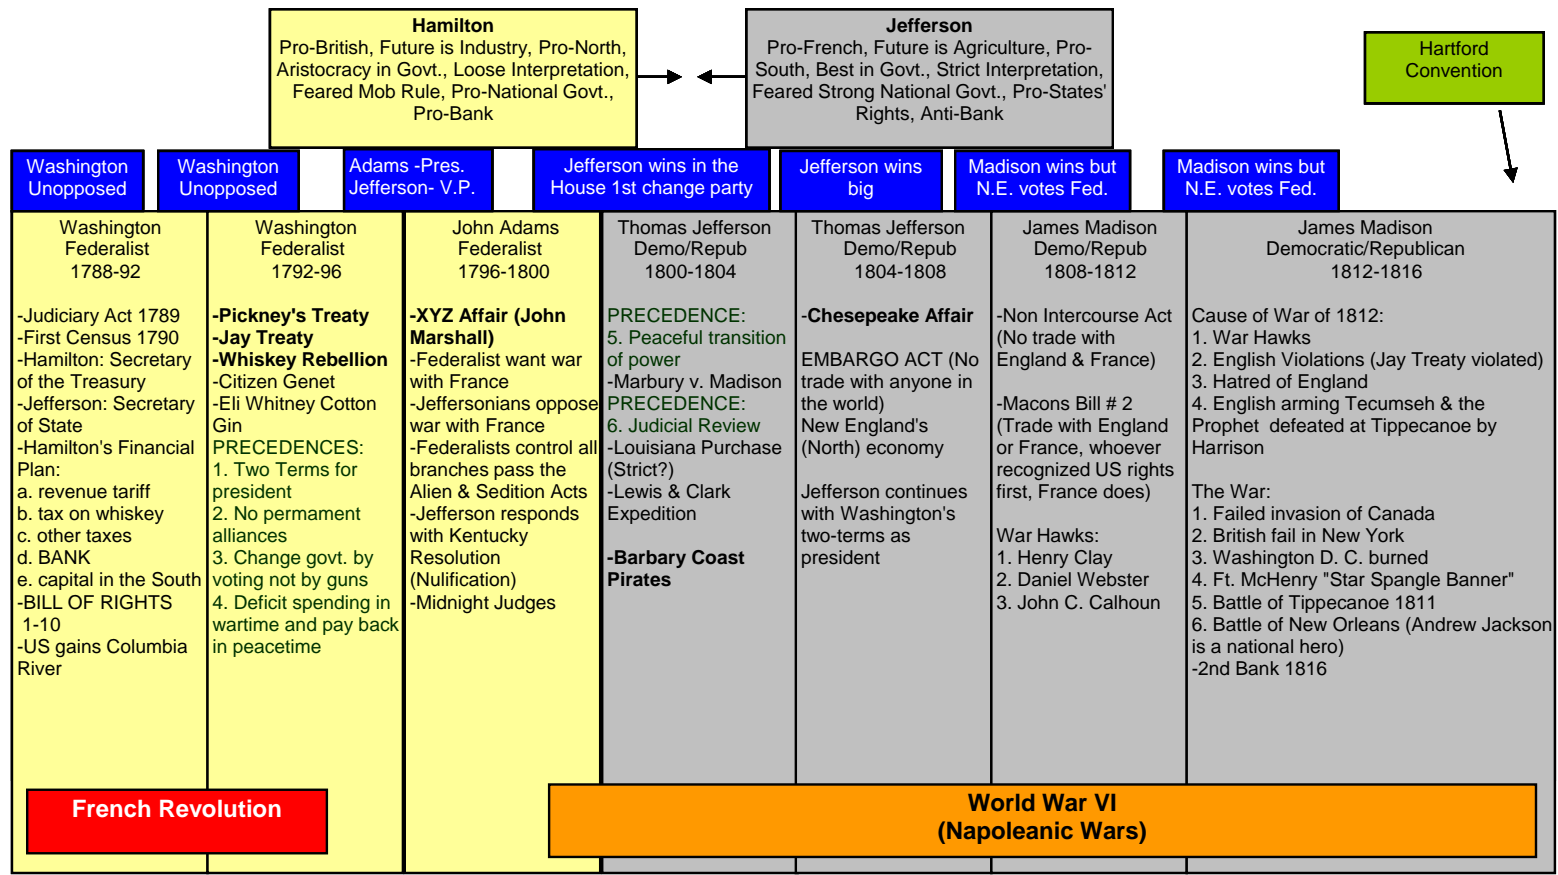 Hamilton
Pro-British, Future is Industry, Pro-North,
Aristocracy in Govt., Loose Interpretation,
Feared Mob Rule, Pro-National Govt.,
Pro-Bank
Jefferson
Pro-French, Future is Agriculture, Pro-
South, Best in Govt., Strict Interpretation,
Feared Strong National Govt., Pro-States'
Rights, Anti-Bank
Hartford
Convention
Washington
Unopposed
Washington
Unopposed
Adams -Pres.
Jefferson- V.P.
Jefferson wins in the
House 1st change party
Jefferson wins
big
Madison wins but
N.E. votes Fed.
Madison wins but
N.E. votes Fed.
Washington
Federalist
1788-92
-Judiciary Act 1789
-First Census 1790
-Hamilton: Secretary
of the Treasury
-Jefferson: Secretary
of State
-Hamilton's Financial
Plan:
a. revenue tariff
b. tax on whiskey
c. other taxes
d. BANK
e. capital in the South
-BILL OF RIGHTS
1-10
-US gains Columbia
River
Washington
Federalist
1792-96
-Pickney's Treaty
-Jay Treaty
-Whiskey Rebellion
-Citizen Genet
-Eli Whitney Cotton
Gin
PRECEDENCES:
1. Two Terms for
president
2. No permament
alliances
3. Change govt. by
voting not by guns
4. Deficit spending in
wartime and pay back
in peacetime
John Adams
Federalist
1796-1800
-XYZ Affair (John
Marshall)
-Federalist want war
with France
-Jeffersonians oppose
war with France
-Federalists control all
branches pass the
Alien & Sedition Acts
-Jefferson responds
with Kentucky
Resolution
(Nulification)
-Midnight Judges
Thomas Jefferson
Demo/Repub
1800-1804
PRECEDENCE:
5. Peaceful transition
of power
-Marbury v. Madison
PRECEDENCE:
6. Judicial Review
-Louisiana Purchase
(Strict?)
-Lewis & Clark
Expedition
-Barbary Coast
Pirates
Thomas Jefferson
Demo/Repub
1804-1808
-Chesepeake Affair
EMBARGO ACT (No
trade with anyone in
the world)
New England's
(North) economy
Jefferson continues
with Washington's
two-terms as
president
James Madison
Demo/Repub
1808-1812
-Non Intercourse Act
(No trade with
England & France)
-Macons Bill # 2
(Trade with England
or France, whoever
recognized US rights
first, France does)
War Hawks:
1. Henry Clay
2. Daniel Webster
3. John C. Calhoun
James Madison
Democratic/Republican
1812-1816
Cause of War of 1812:
1. War Hawks
2. English Violations (Jay Treaty violated)
3. Hatred of England
4. English arming Tecumseh & the
Prophet  defeated at Tippecanoe by
Harrison
The War:
1. Failed invasion of Canada
2. British fail in New York
3. Washington D. C. burned
4. Ft. McHenry "Star Spangle Banner"
5. Battle of Tippecanoe 1811
6. Battle of New Orleans (Andrew Jackson
is a national hero)
-2nd Bank 1816
French Revolution
World War VI
(Napoleanic Wars)